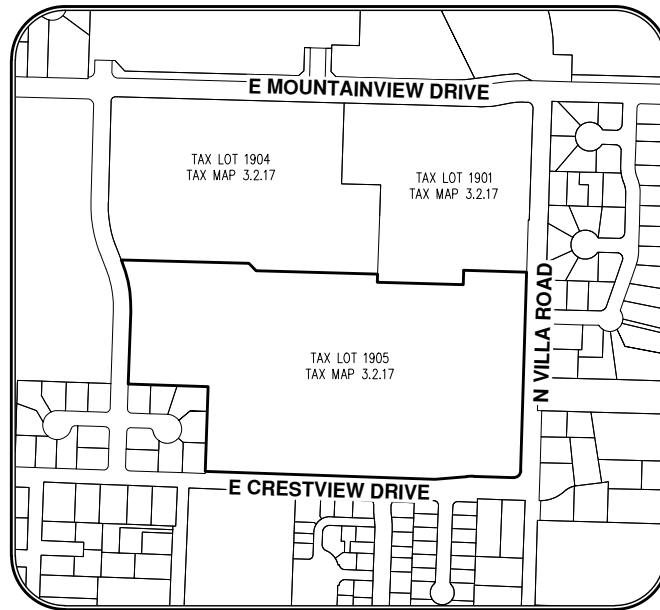 E MOUNTAINVIEW DRIVE
TAX LOT 1904
TAX MAP 3.2.17
TAX LOT 1901
TAX MAP 3.2.17
N VILLA ROAD
TAX LOT 1905
TAX MAP 3.2.17
E CRESTVIEW DRIVE